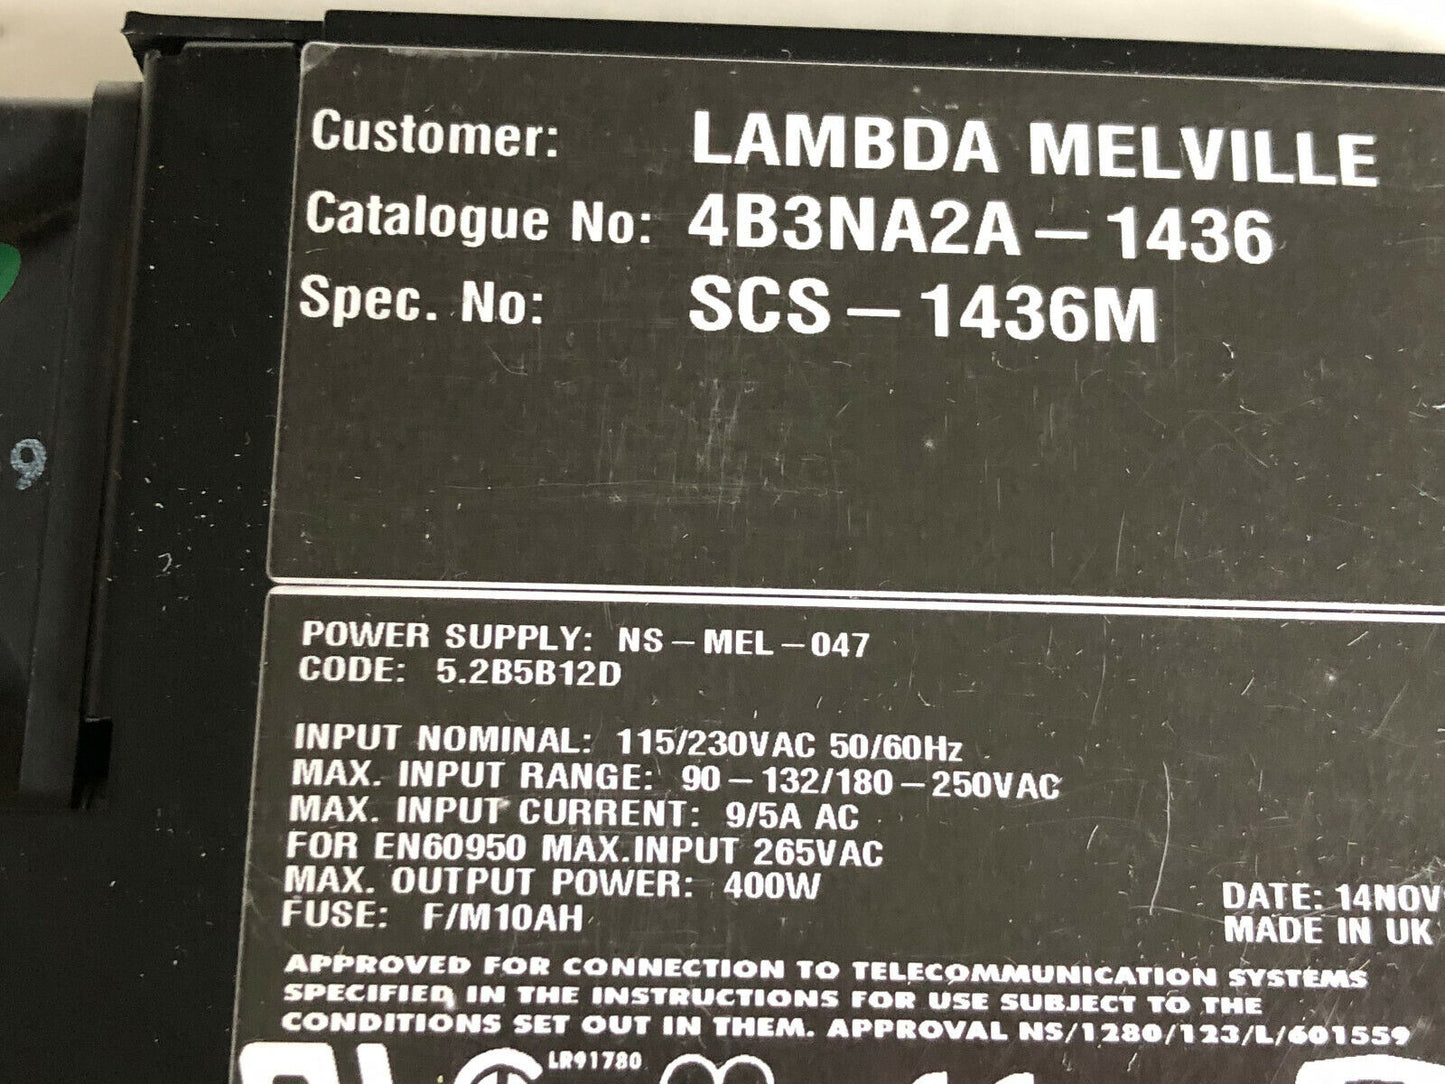 Customer: LAMBDA MELVILLE
Catalogue No: 4B3NA2A-1436
Spec. No: SCS-1436M
9
POWER SUPPLY: NS-MEL-047
CODE: 5.2B5B12D
INPUT NOMINAL: 115/230VAC 50/60Hz
MAX. INPUT RANGE: 90-132/180-250VAC
MAX. INPUT CURRENT: 9/5A AC
FOR EN60950 MAX.INPUT 265VAC
MAX. OUTPUT POWER: 400W
FUSE: F/M10AH
DATE: 14NOV
MADE IN UK
APPROVED FOR CONNECTION TO TELECOMMUNICATION SYSTEMS
SPECIFIED IN THE INSTRUCTIONS FOR USE SUBJECT TO THE
CONDITIONS SET OUT IN THEM. APPROVAL NS/1280/123/L/601559
LR91780